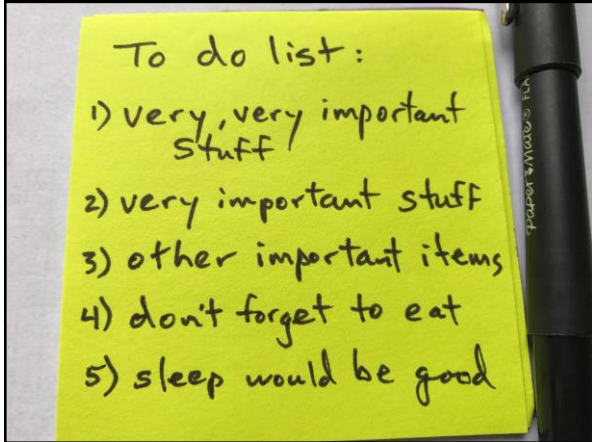 To do list:
1) very, very important
stuff
2) very important stuff
3) other important items
4) don't forget to eat
5) sleep would be good
Paper Mate® FLA